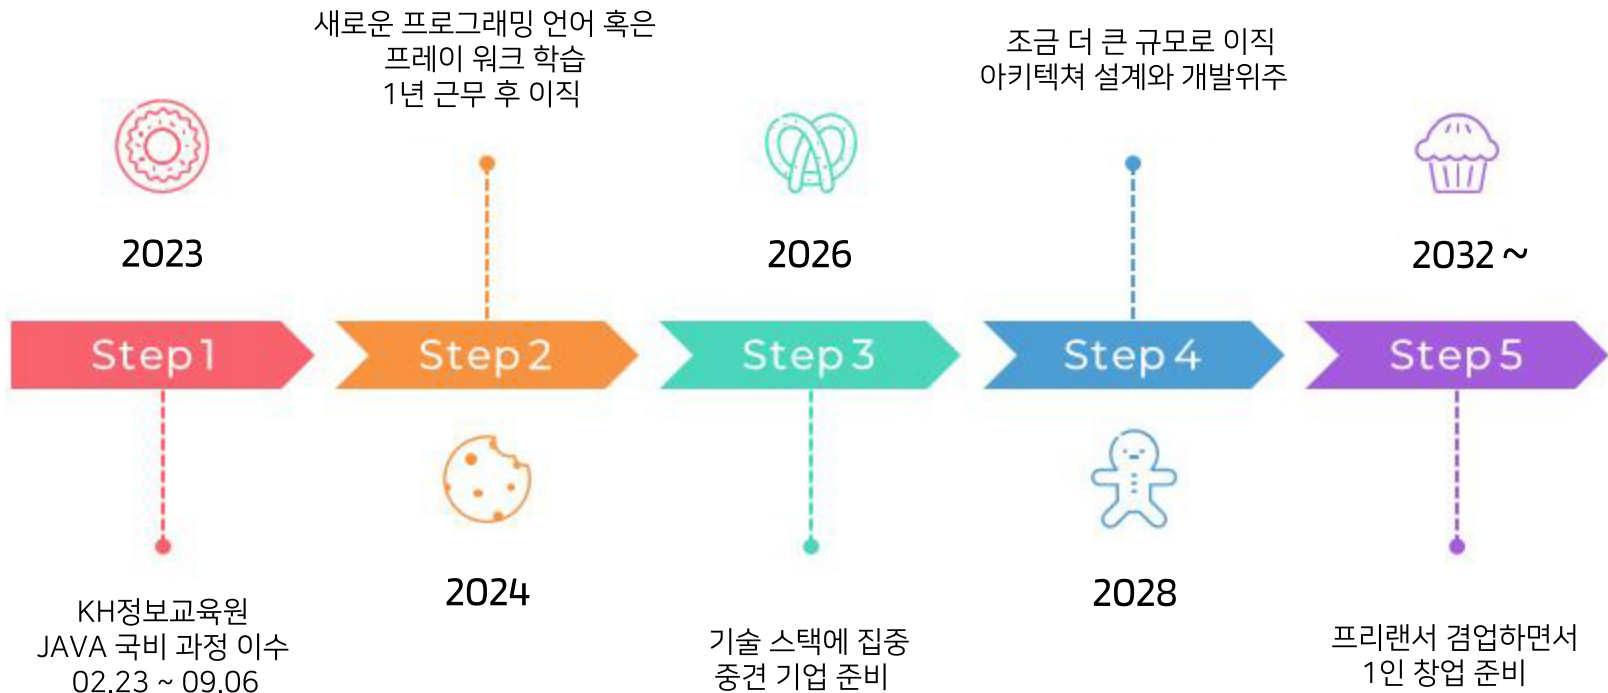 새로운 프로그래밍 언어 혹은
프레이 워크 학습
1년 근무 후 이직
조금 더 큰 규모로 이직
아키텍쳐 설계와 개발위주
2023
2026
2032 ~
Step 1
Step 2
Step 3
Step 4
Step 5
2024
2028
KH정보교육원
JAVA 국비 과정 이수
02.23 ~ 09.06
기술 스택에 집중
중견 기업 준비
프리랜서 겸업하면서
1인 창업 준비